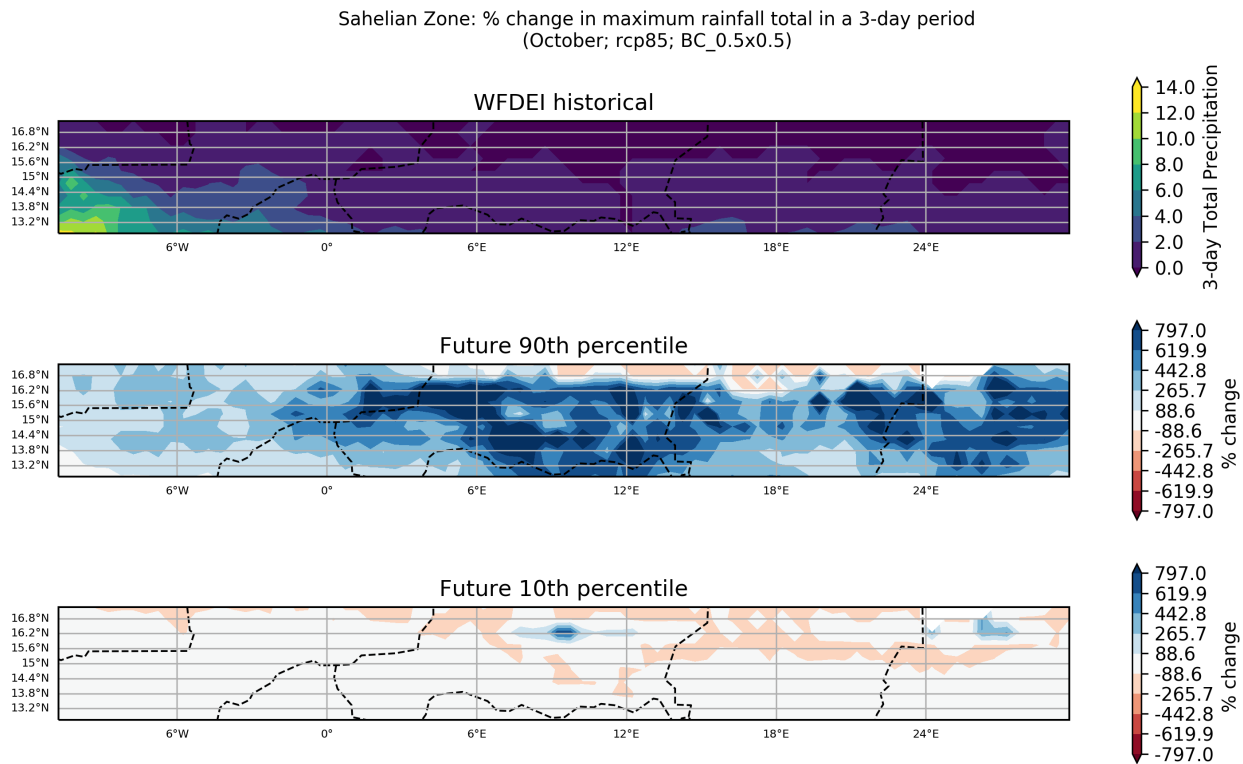 Sahelian Zone: % change in maximum rainfall total in a 3-day period
(October; rcp85; BC_0.5x0.5)
WFDEI historical
16.8°N
16.2°N
15.6°N
15°N
14.4°N
13.8°N
13.2°N
6°W
0°
6°E
12°E
18°E
24°E
14.0
12.0
10.0
8.0
6.0
4.0
2.0
0.0
3-day Total Precipitation
Future 90th percentile
16.8°N
16.2°N
15.6°N
15°N
14.4°N
13.8°N
13.2°N
6°W
0°
6°E
12°E
18°E
24°E
797.0
619.9
442.8
265.7
88.6
-88.6
-265.7
-442.8
-619.9
-797.0
% change
Future 10th percentile
16.8°N
16.2°N
15.6°N
15°N
14.4°N
13.8°N
13.2°N
6°W
0°
6°E
12°E
18°E
24°E
797.0
619.9
442.8
265.7
88.6
-88.6
-265.7
-442.8
-619.9
-797.0
% change